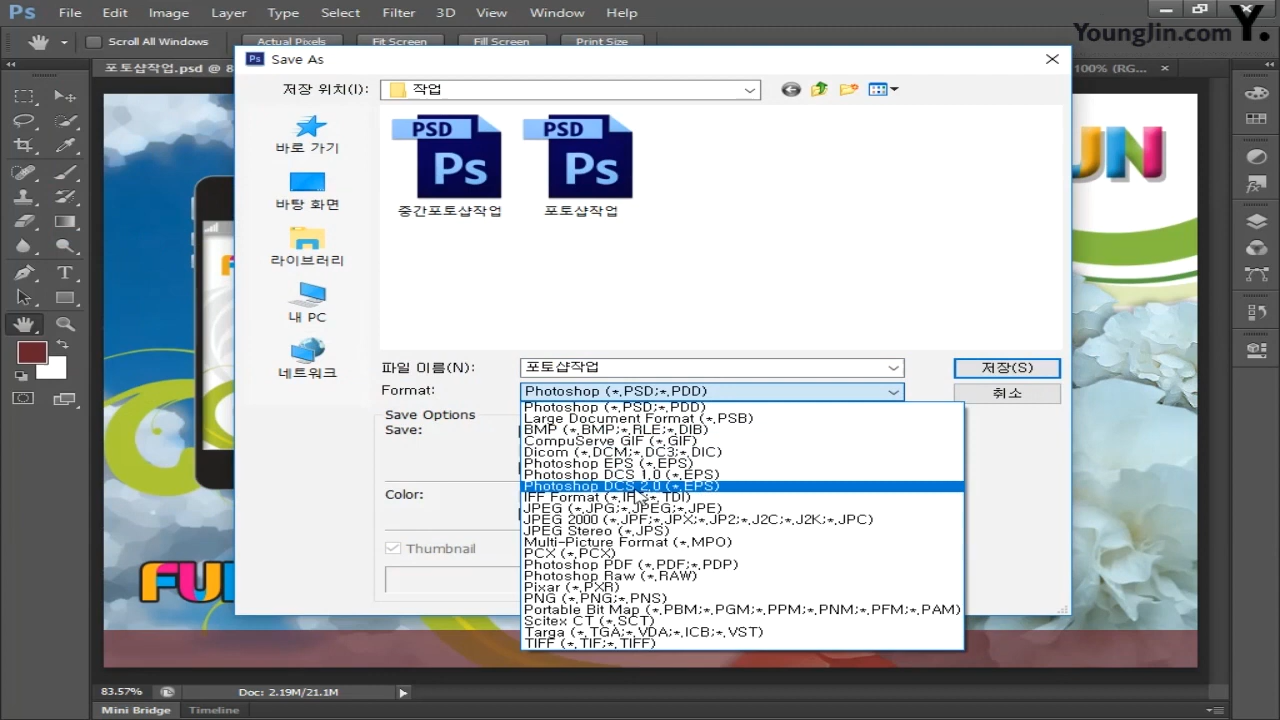 Ps File Edit Image Layer Type Select Filter 3D View Window Help
Scroll All Windows Actual Pixels Fit Screen Fill Screen Print Size
YoungJin.com Y.
포토샵작업.psd @ 8
100% (RG...
Ps Save As
저장 위치(I): 작업
바로 가기
바탕 화면
라이브러리
내 PC
네트워크
PSD PSD
Ps Ps
중간포토샵작업 포토샵작업
UN
파일 이름(N): 포토샵작업 저장(S)
Format: Photoshop (*.PSD;*.PDD) 취소
Save Options
Save:
Color:
Thumbnail
Photoshop (*.PSD;*.PDD)
Large Document Format (*.PSB)
BMP (*.BMP;*.RLE;*.DIB)
CompuServe GIF (*.GIF)
Dicom (*.DCM;*.DC3;*.DIC)
Photoshop EPS (*.EPS)
Photoshop DCS 1.0 (*.EPS)
Photoshop DCS 2.0 (*.EPS)
IFF Format (*.IFF;*.TDI)
JPEG (*.JPG;*.JPEG;*.JPE)
JPEG 2000 (*.JPF;*.JPX;*.JP2;*.J2C;*.J2K;*.JPC)
JPEG Stereo (*.JPS)
Multi-Picture Format (*.MPO)
PCX (*.PCX)
Photoshop PDF (*.PDF;*.PDP)
Photoshop Raw (*.RAW)
Pixar (*.PXR)
PNG (*.PNG;*.PNS)
Portable Bit Map (*.PBM;*.PGM;*.PPM;*.PNM;*.PFM;*.PAM)
Scitex CT (*.SCT)
Targa (*.TGA;*.VDA;*.ICB;*.VST)
TIFF (*.TIF;*.TIFF)
FU
83.57% Doc: 2.19M/21.1M
Mini Bridge Timeline